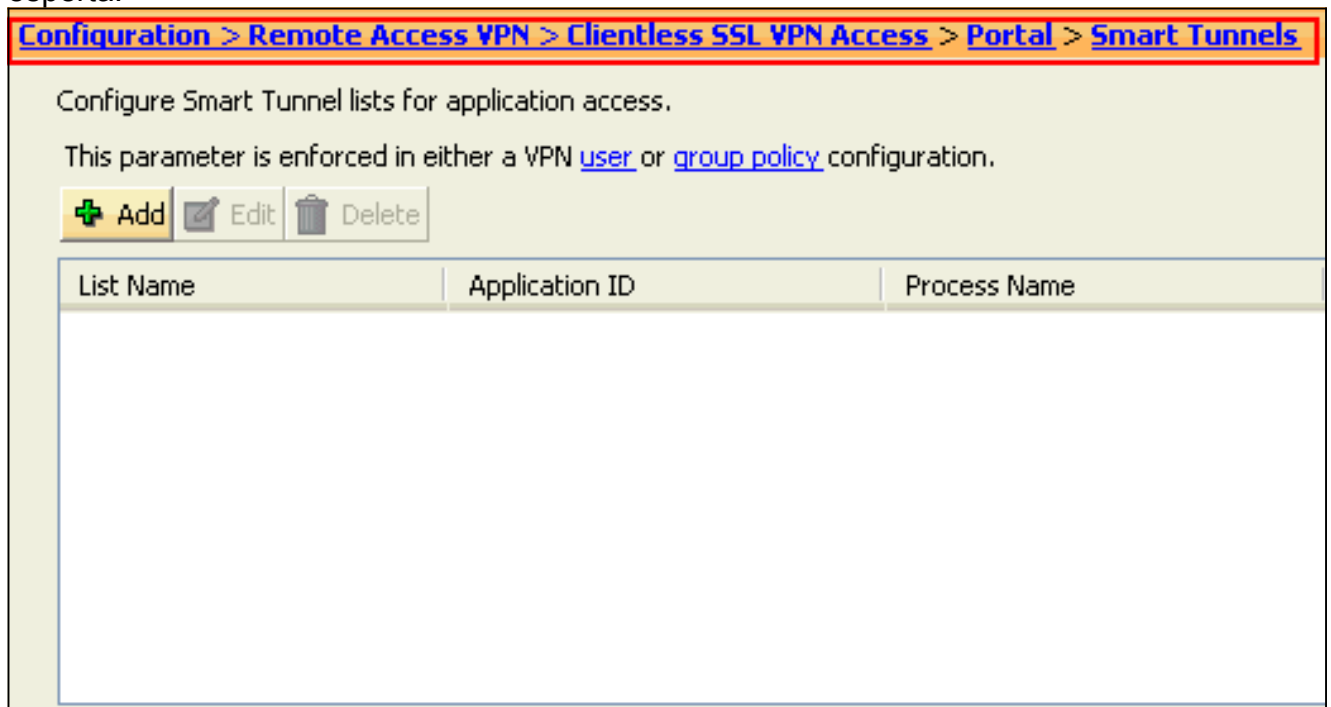 Configuration > Remote Access VPN > Clientless SSL VPN Access > Portal > Smart Tunnels
Configure Smart Tunnel lists for application access.
This parameter is enforced in either a VPN user or group policy configuration.
Add Edit Delete
List Name Application ID Process Name